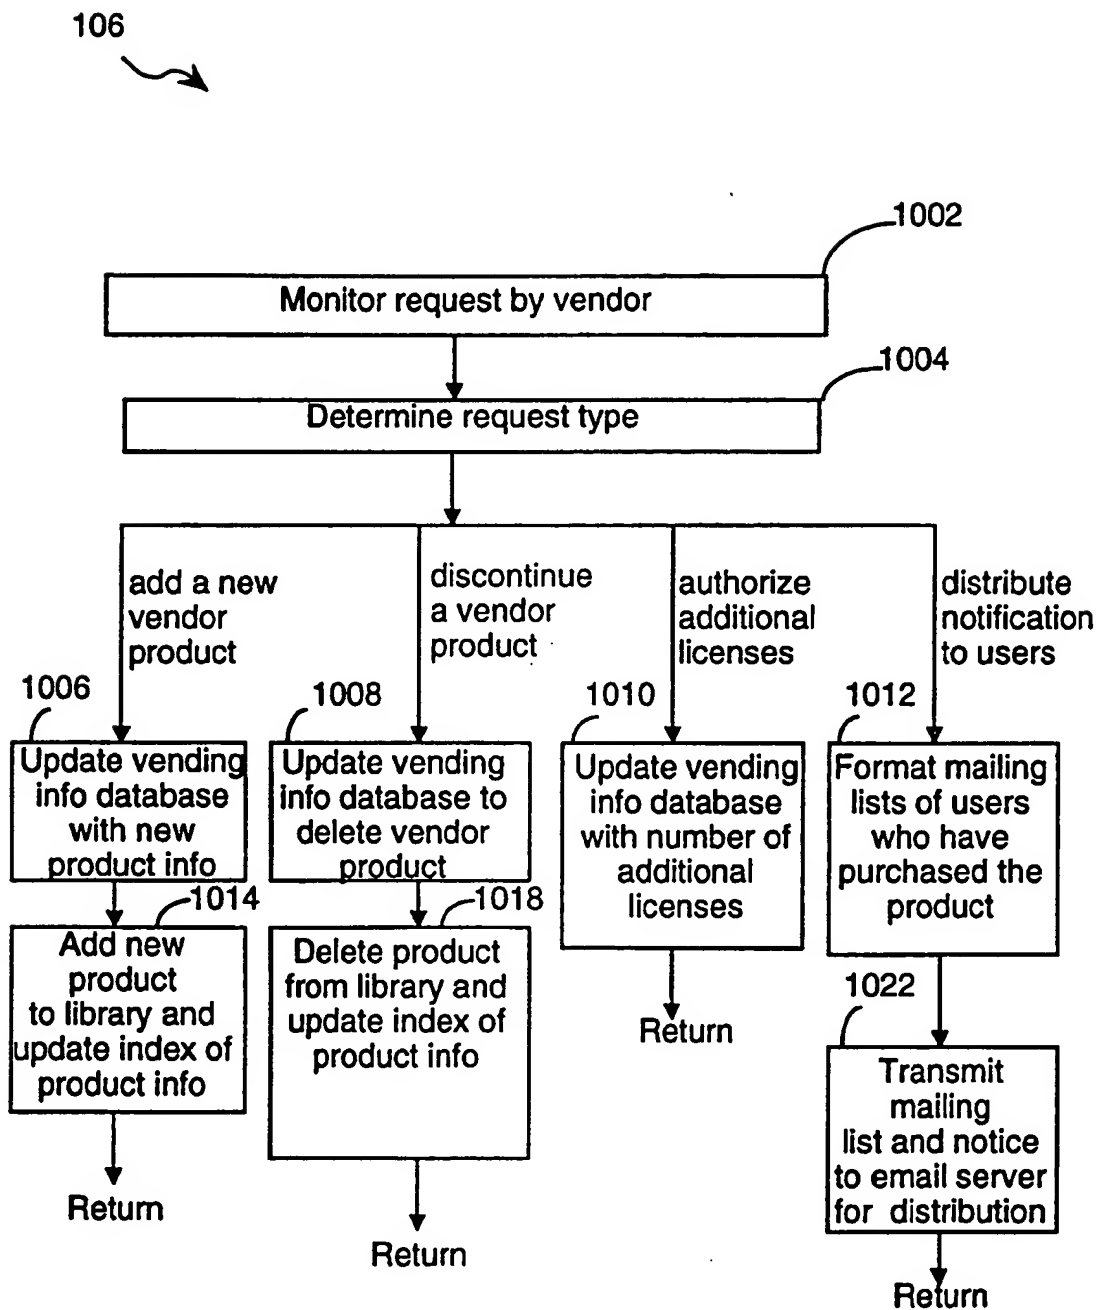 106
1002
Monitor request by vendor
1004
Determine request type
add a new
vendor
product
discontinue
a vendor
product
authorize
additional
licenses
distribute
notification
to users
1006
Update vending
info database
with new
product info
1008
Update vending
info database to
delete vendor
product
1010
Update vending
info database
with number of
additional
licenses
1012
Format mailing
lists of users
who have
purchased the
product
1014
Add new
product
to library and
update index of
product info
Return
1018
Delete product
from library and
update index of
product info
Return
Return
1022
Transmit
mailing
list and notice
to email server
for distribution
Return